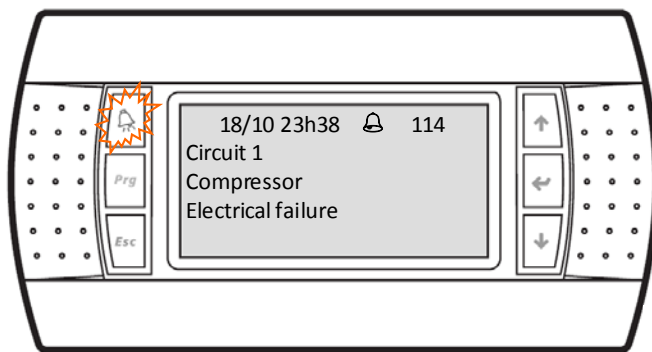 18/10 23h38 114
Circuit 1
Compressor
Electrical failure
Prg
Esc